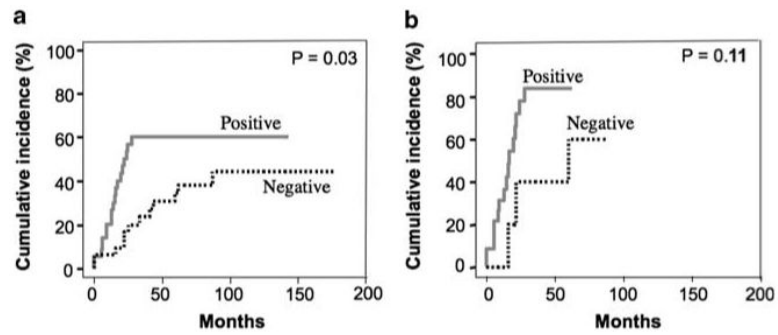 a
Cumulative incidence (%)
100
80
60
40
20
0
P = 0.03
Positive
Negative
0 50 100 150 200
Months
b
Cumulative incidence (%)
100
80
60
40
20
0
P = 0.11
Positive
Negative
0 50 100 150 200
Months